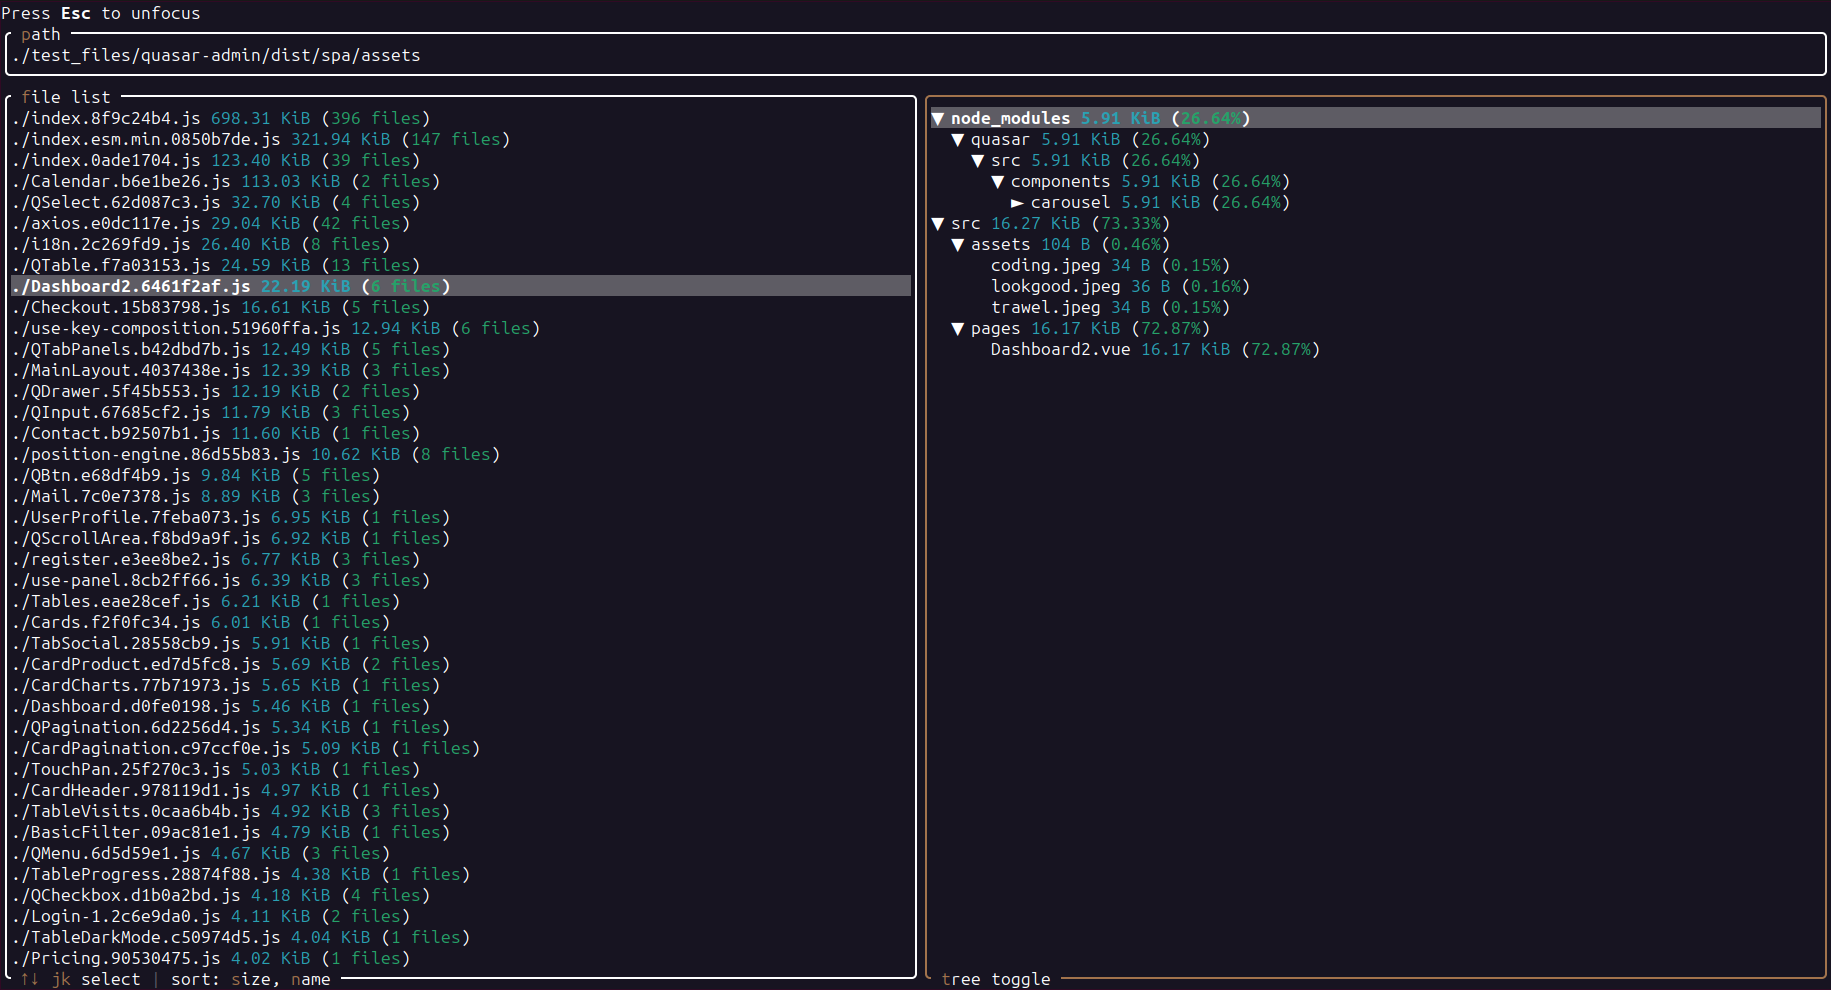 Press Esc to unfocus
path
./test_files/quasar-admin/dist/spa/assets
file list
./index.8f9c24b4.js 698.31 KiB (396 files)
./index.esm.min.0850b7de.js 321.94 KiB (147 files)
./index.0ade1704.js 123.40 KiB (39 files)
./Calendar.b6e1be26.js 113.03 KiB (2 files)
./QSelect.62d087c3.js 32.70 KiB (4 files)
./axios.e0dc117e.js 29.04 KiB (42 files)
./i18n.2c269fd9.js 26.40 KiB (8 files)
./QTable.f7a03153.js 24.59 KiB (13 files)
./Dashboard2.6461f2af.js 22.19 KiB (6 files)
./Checkout.15b83798.js 16.61 KiB (5 files)
./use-key-composition.51960ffa.js 12.94 KiB (6 files)
./QTabPanels.b42dbd7b.js 12.49 KiB (5 files)
./MainLayout.4037438e.js 12.39 KiB (3 files)
./QDrawer.5f45b553.js 12.19 KiB (2 files)
./QInput.67685cf2.js 11.79 KiB (3 files)
./Contact.b92507b1.js 11.60 KiB (1 files)
./position-engine.86d55b83.js 10.62 KiB (8 files)
./QBtn.e68df4b9.js 9.84 KiB (5 files)
./Mail.7c0e7378.js 8.89 KiB (3 files)
./UserProfile.7feba073.js 6.95 KiB (1 files)
./QScrollArea.f8bd9a9f.js 6.92 KiB (1 files)
./register.e3ee8be2.js 6.77 KiB (3 files)
./use-panel.8cb2ff66.js 6.39 KiB (3 files)
./Tables.eae28cef.js 6.21 KiB (1 files)
./Cards.f2f0fc34.js 6.01 KiB (1 files)
./TabSocial.28558cb9.js 5.91 KiB (1 files)
./CardProduct.ed7d5fc8.js 5.69 KiB (2 files)
./CardCharts.77b71973.js 5.65 KiB (1 files)
./Dashboard.d0fe0198.js 5.46 KiB (1 files)
./QPagination.6d2256d4.js 5.34 KiB (1 files)
./CardPagination.c97ccf0e.js 5.09 KiB (1 files)
./TouchPan.25f270c3.js 5.03 KiB (1 files)
./CardHeader.978119d1.js 4.97 KiB (1 files)
./TableVisits.0caa6b4b.js 4.92 KiB (3 files)
./BasicFilter.09ac81e1.js 4.79 KiB (1 files)
./QMenu.6d5d59e1.js 4.67 KiB (3 files)
./TableProgress.28874f88.js 4.38 KiB (1 files)
./QCheckbox.d1b0a2bd.js 4.18 KiB (4 files)
./Login-1.2c6e9da0.js 4.11 KiB (2 files)
./TableDarkMode.c50974d5.js 4.04 KiB (1 files)
./Pricing.90530475.js 4.02 KiB (1 files)
↑↓ jk select | sort: size, name
▼ node_modules 5.91 KiB (26.64%)
▼ quasar 5.91 KiB (26.64%)
▼ src 5.91 KiB (26.64%)
▼ components 5.91 KiB (26.64%)
► carousel 5.91 KiB (26.64%)
▼ src 16.27 KiB (73.33%)
▼ assets 104 B (0.46%)
coding.jpeg 34 B (0.15%)
lookgood.jpeg 36 B (0.16%)
trawel.jpeg 34 B (0.15%)
▼ pages 16.17 KiB (72.87%)
Dashboard2.vue 16.17 KiB (72.87%)
tree toggle